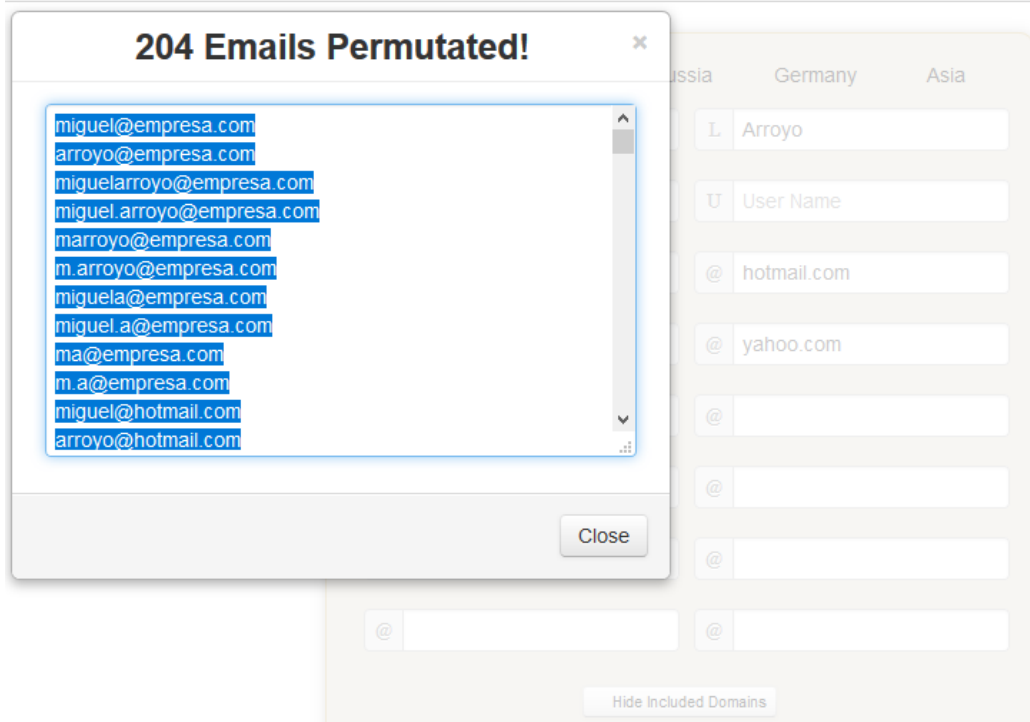 204 Emails Permutated!
×
miguel@empresa.com
arroyo@empresa.com
miguelarroyo@empresa.com
miguel.arroyo@empresa.com
marroyo@empresa.com
m.arroyo@empresa.com
miguela@empresa.com
miguel.a@empresa.com
ma@empresa.com
m.a@empresa.com
miguel@hotmail.com
arroyo@hotmail.com
Close
ussia Germany Asia
L Arroyo
U User Name
@ hotmail.com
@ yahoo.com
@
@
@
@ @
Hide Included Domains